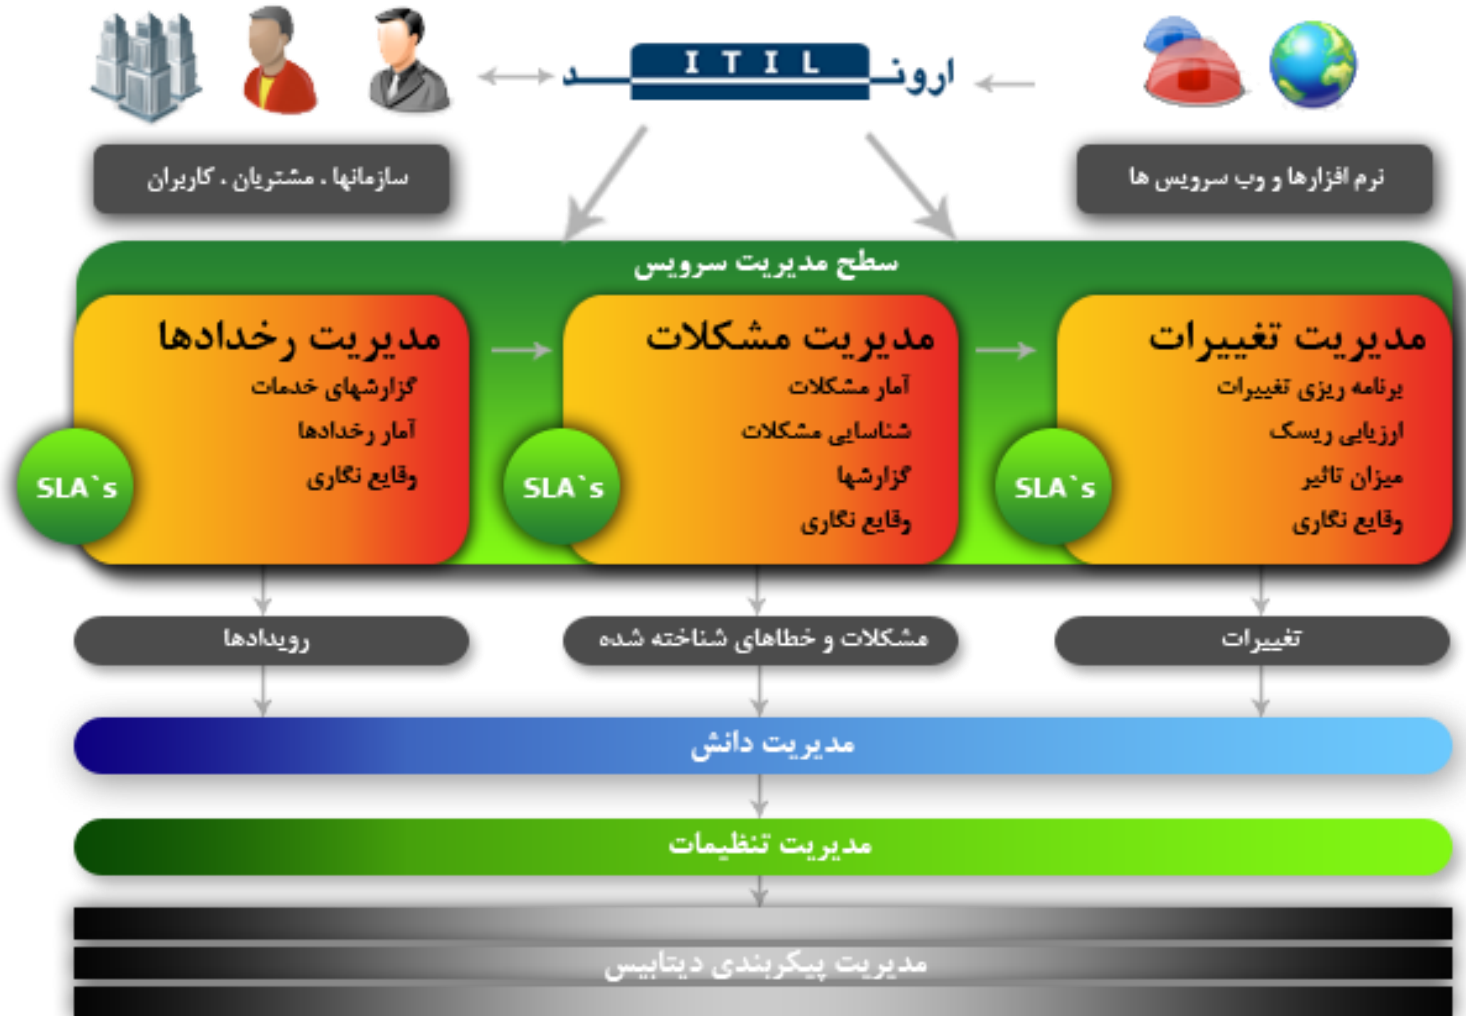 اروند
ITIL
سازمانها ، مشتریان ، کاربران
نرم افزارها و وب سرویس ها
سطح مدیریت سرویس
مدیریت تغییرات
برنامه ریزی تغییرات
ارزیابی ریسک
میزان تاثیر
وقایع نگاری
SLA`s
مدیریت مشکلات
آمار مشکلات
شناسایی مشکلات
گزارشها
وقایع نگاری
SLA`s
مدیریت رخدادها
گزارشهای خدمات
آمار رخدادها
وقایع نگاری
SLA`s
تغییرات
مشکلات و خطاهای شناخته شده
رویدادها
مدیریت دانش
مدیریت تنظیمات
مدیریت پیکربندی دیتابیس